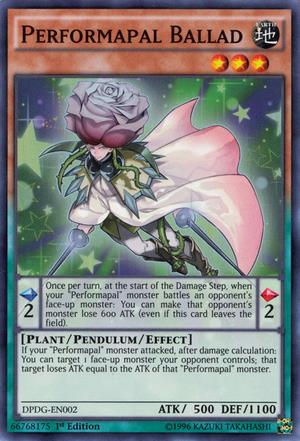 PERFORMAPAL BALLAD
EARTH
地
Once per turn, at the start of the Damage Step, when
your "Performapal" monster battles an opponent's
face-up monster: You can make that opponent's
monster lose 600 ATK (even if this card leaves the
field).
2
2
[PLANT/PENDULUM/EFFECT]
If your "Performapal" monster attacked, after damage calculation:
You can target 1 face-up monster your opponent controls; that
target loses ATK equal to the ATK of that "Performapal" monster.
DPDG-EN002
ATK/ 500 DEF/1100
66768175
1st Edition
©1996 KAZUKI TAKAHASHI